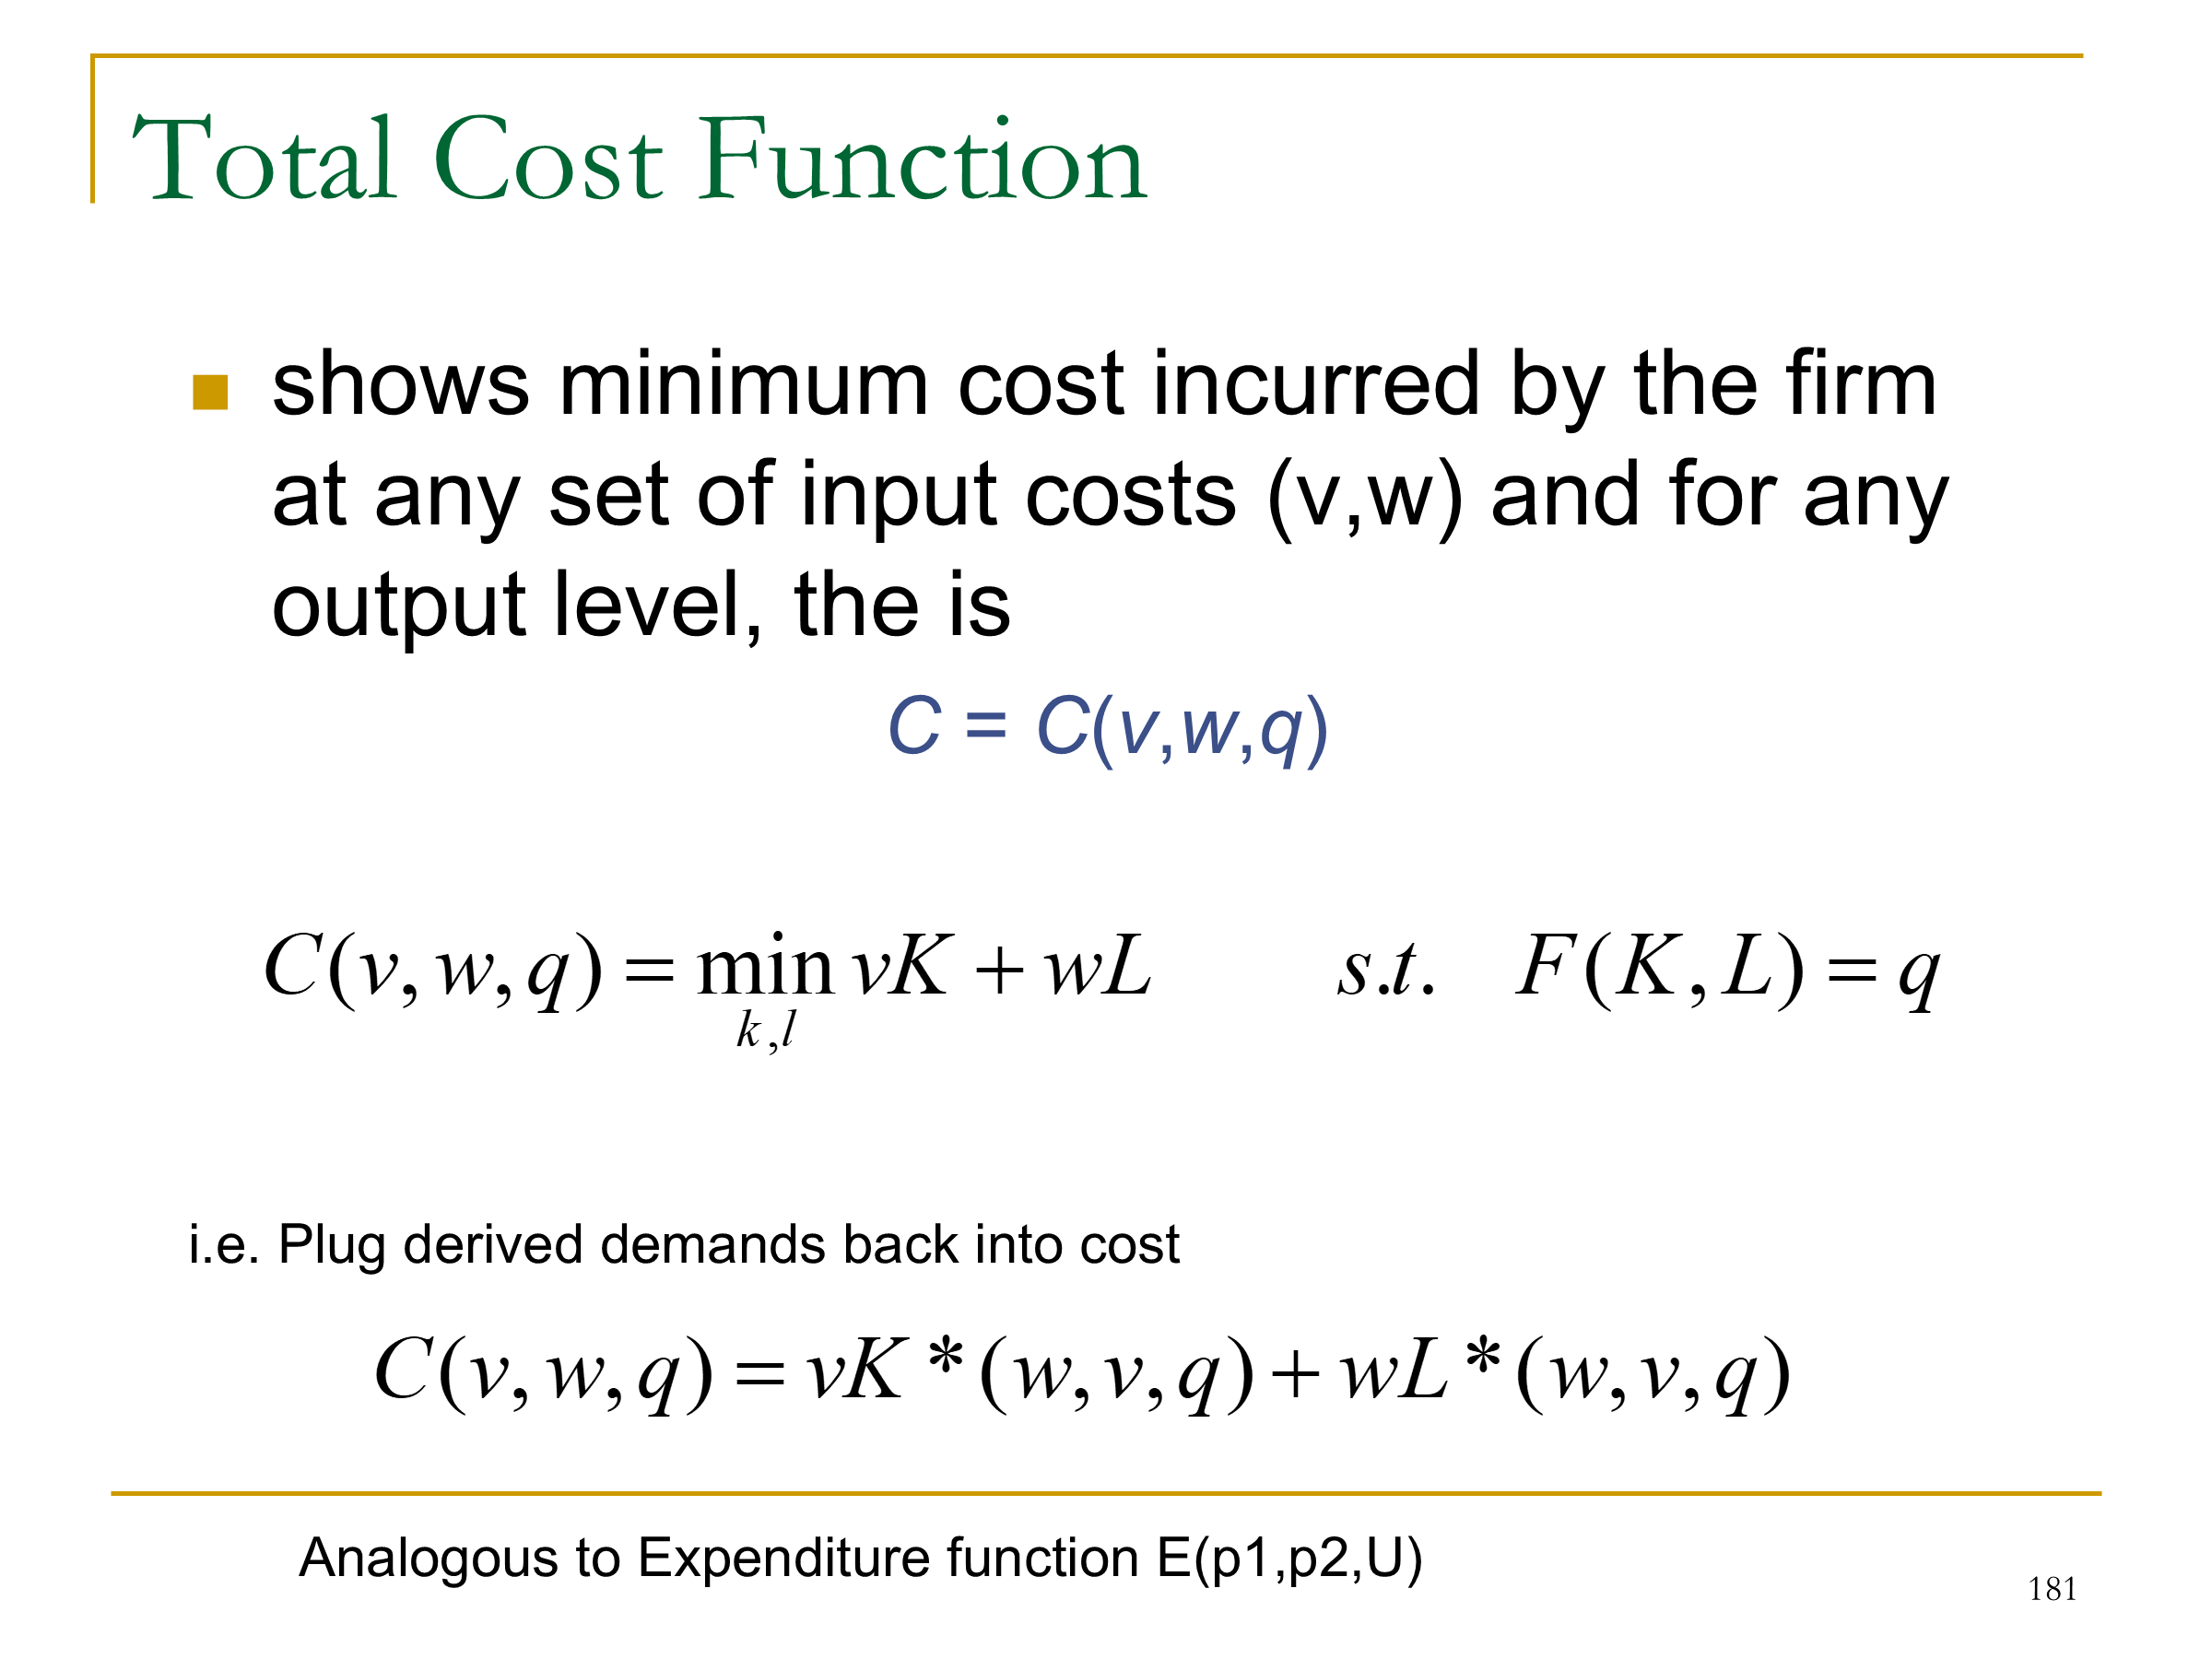 Total Cost Function
shows minimum cost incurred by the firm
at any set of input costs (v,w) and for any
output level, the is
C = C(v,w,q)
C(v,w,q) = min vK + wL s.t. F(K,L) = q
k,l
i.e. Plug derived demands back into cost
C(v,w,q) = vK*(w,v,q) + wL*(w,v,q)
Analogous to Expenditure function E(p1,p2,U)
181